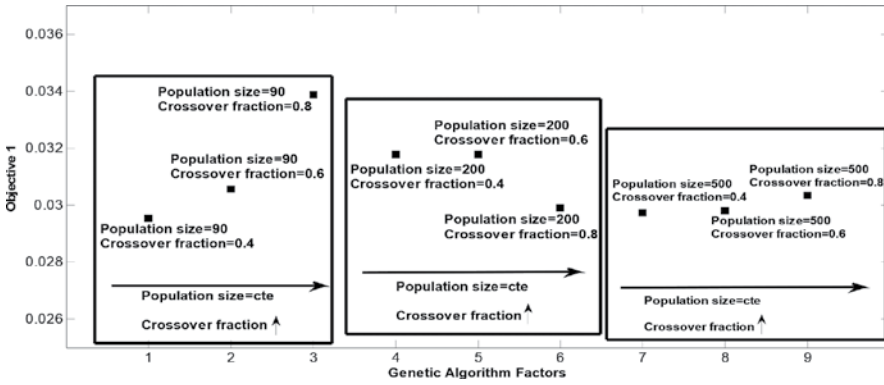 0.036
0.034
0.032
0.03
0.028
0.026
Objective 1
Population size=90
Crossover fraction=0.8
Population size=90
Crossover fraction=0.6
Population size=90
Crossover fraction=0.4
Population size=cte
Crossover fraction
Population size=200
Crossover fraction=0.6
Population size=200
Crossover fraction=0.4
Population size=200
Crossover fraction=0.8
Population size=cte
Crossover fraction
Population size=500
Crossover fraction=0.8
Population size=500
Crossover fraction=0.4
Population size=500
Crossover fraction=0.6
Population size=cte
Crossover fraction
1 2 3 4 5 6 7 8 9
Genetic Algorithm Factors